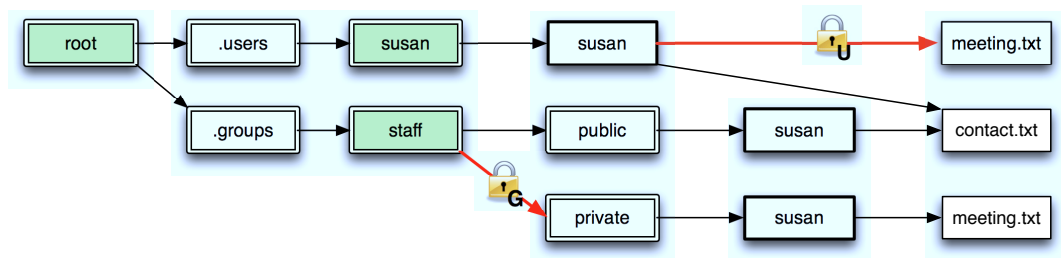 root
.users
susan
susan
U
meeting.txt
.groups
staff
public
susan
contact.txt
G
private
susan
meeting.txt